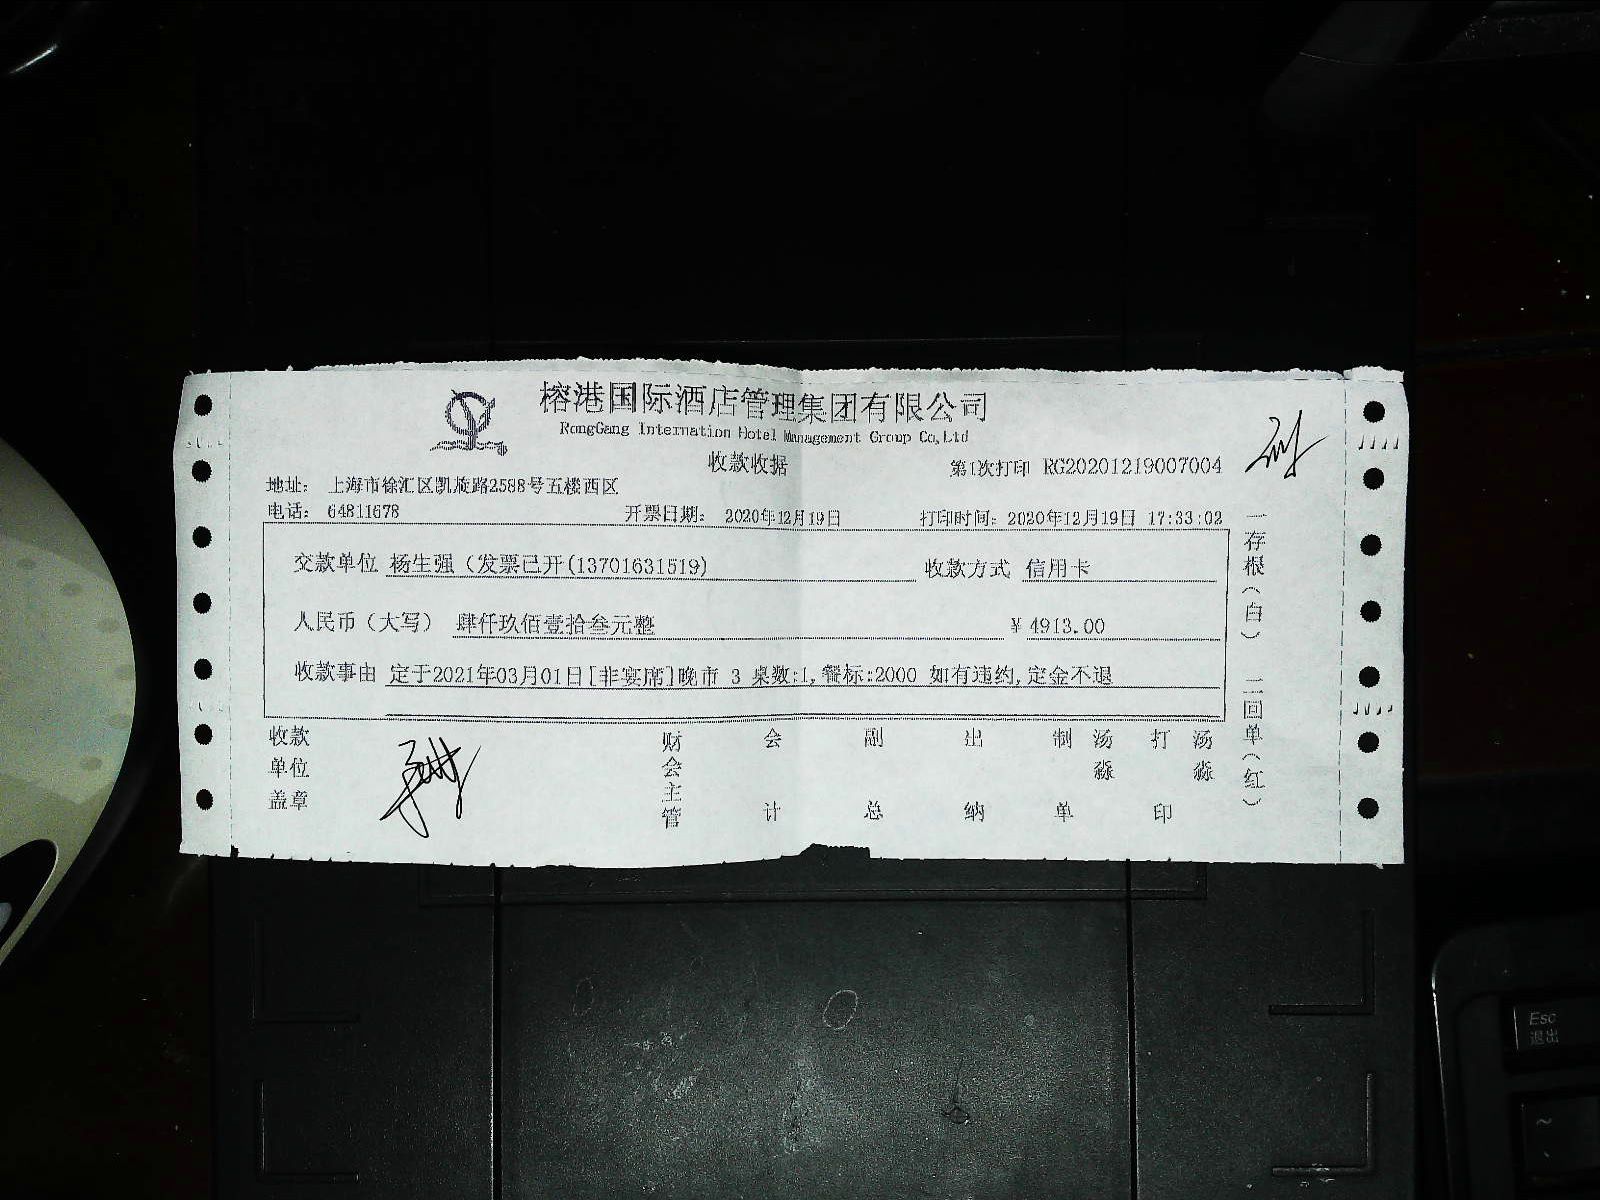 榕港国际酒店管理集团有限公司
RongGang International Hotel Management Group Co,Ltd
收款收据
第1次打印 RG20201219007004
地址: 上海市徐汇区凯旋路2588号五楼西区
电话: 64811678 开票日期: 2020年12月19日 打印时间: 2020年12月19日 17:33:02
交款单位 杨生强（发票已开(13701631519) 收款方式 信用卡
人民币（大写） 肆仟玖佰壹拾叁元整 ¥ 4913.00
收款事由 定于2021年03月01日[非宴席]晚市 3 桌数:1,餐标:2000 如有违约,定金不退
收款单位盖章 财会主管 会计 副总 出纳 制单 汤淼 打印 汤淼
一存根（白） 二回单（红）
Esc
退出
~